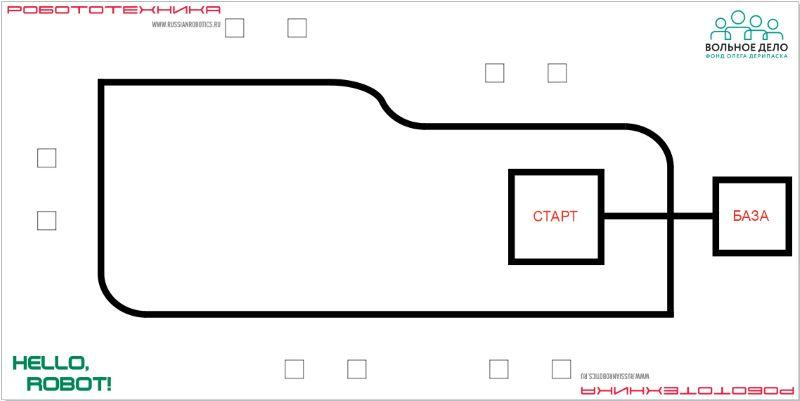 РОБОТОТЕХНИКА
WWW.RUSSIANROBOTICS.RU
ВОЛЬНОЕ ДЕЛО
ФОНД ОЛЕГА ДЕРИПАСКА
СТАРТ
БАЗА
HELLO,
ROBOT!
WWW.RUSSIANROBOTICS.RU
РОБОТОТЕХНИКА